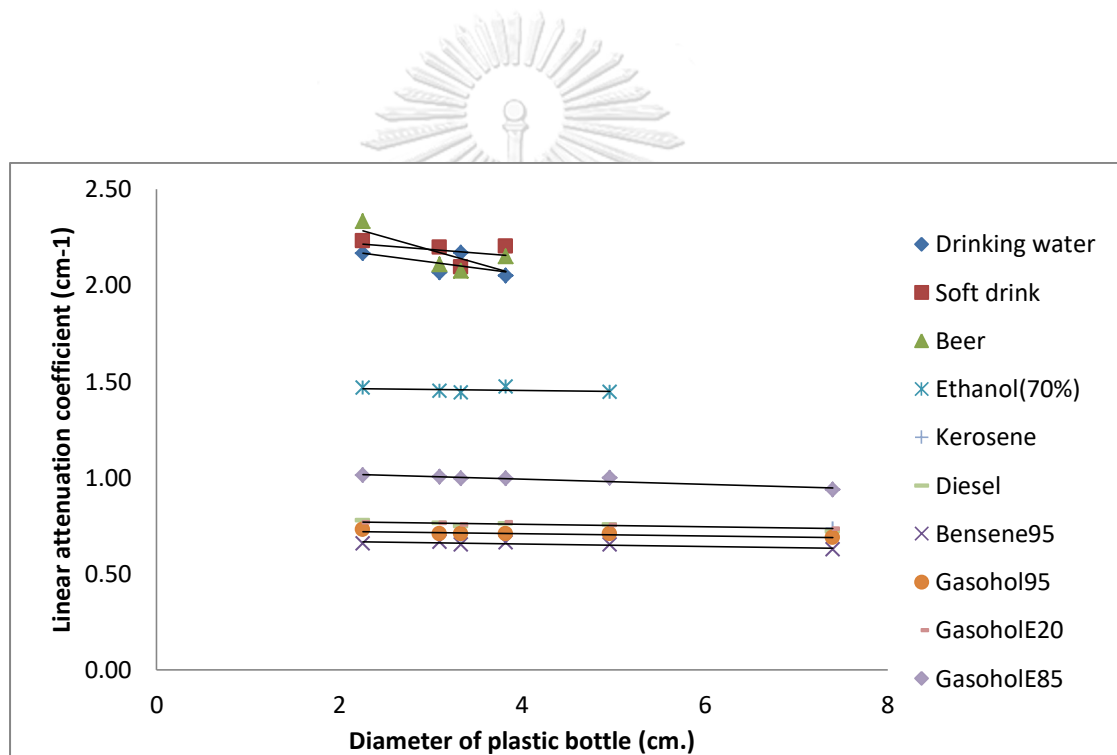 2.50
2.00
1.50
1.00
0.50
0.00
0
2
4
6
8
Linear attenuation coefficient (cm-1)
Diameter of plastic bottle (cm.)
Drinking water
Soft drink
Beer
Ethanol(70%)
Kerosene
Diesel
Bensene95
Gasohol95
GasoholE20
GasoholE85